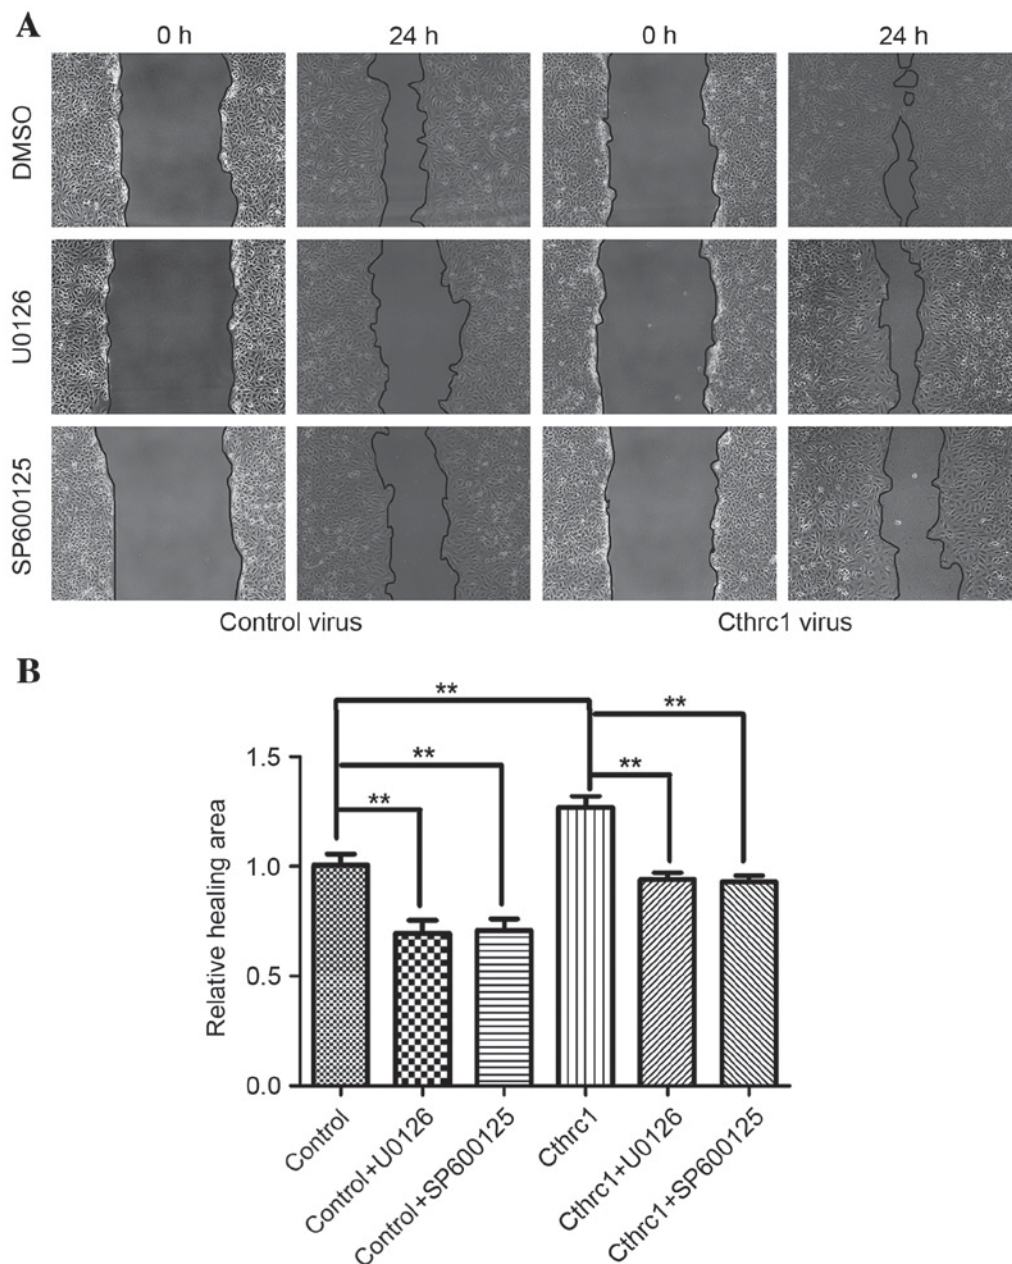 A
0 h 24 h 0 h 24 h
DMSO
U0126
SP600125
Control virus Cthrc1 virus
B
**
**
**
**
**
Relative healing area
1.5
1.0
0.5
0.0
Control
Control+U0126
Control+SP600125
Cthrc1
Cthrc1+U0126
Cthrc1+SP600125